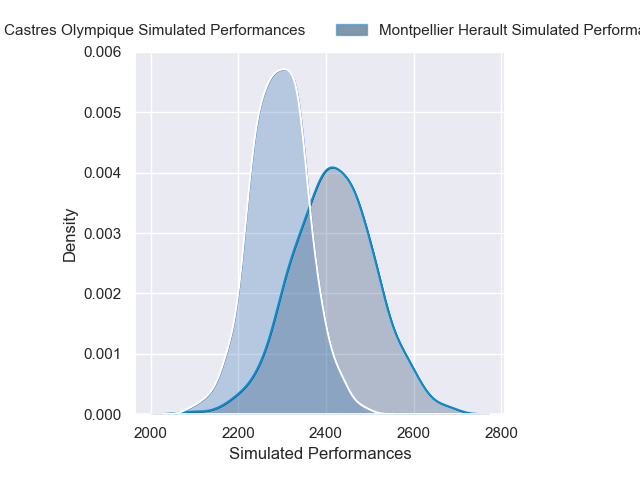 Castres Olympique Simulated Performances
Montpellier Herault Simulated Performa
0.006
0.005
0.004
0.003
0.002
0.001
0.000
Density
2000 2200 2400 2600 2800
Simulated Performances